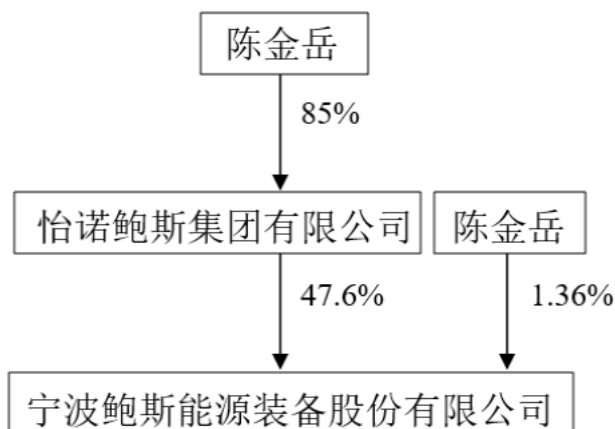 陈金岳
85%
怡诺鲍斯集团有限公司
陈金岳
47.6%
1.36%
宁波鲍斯能源装备股份有限公司